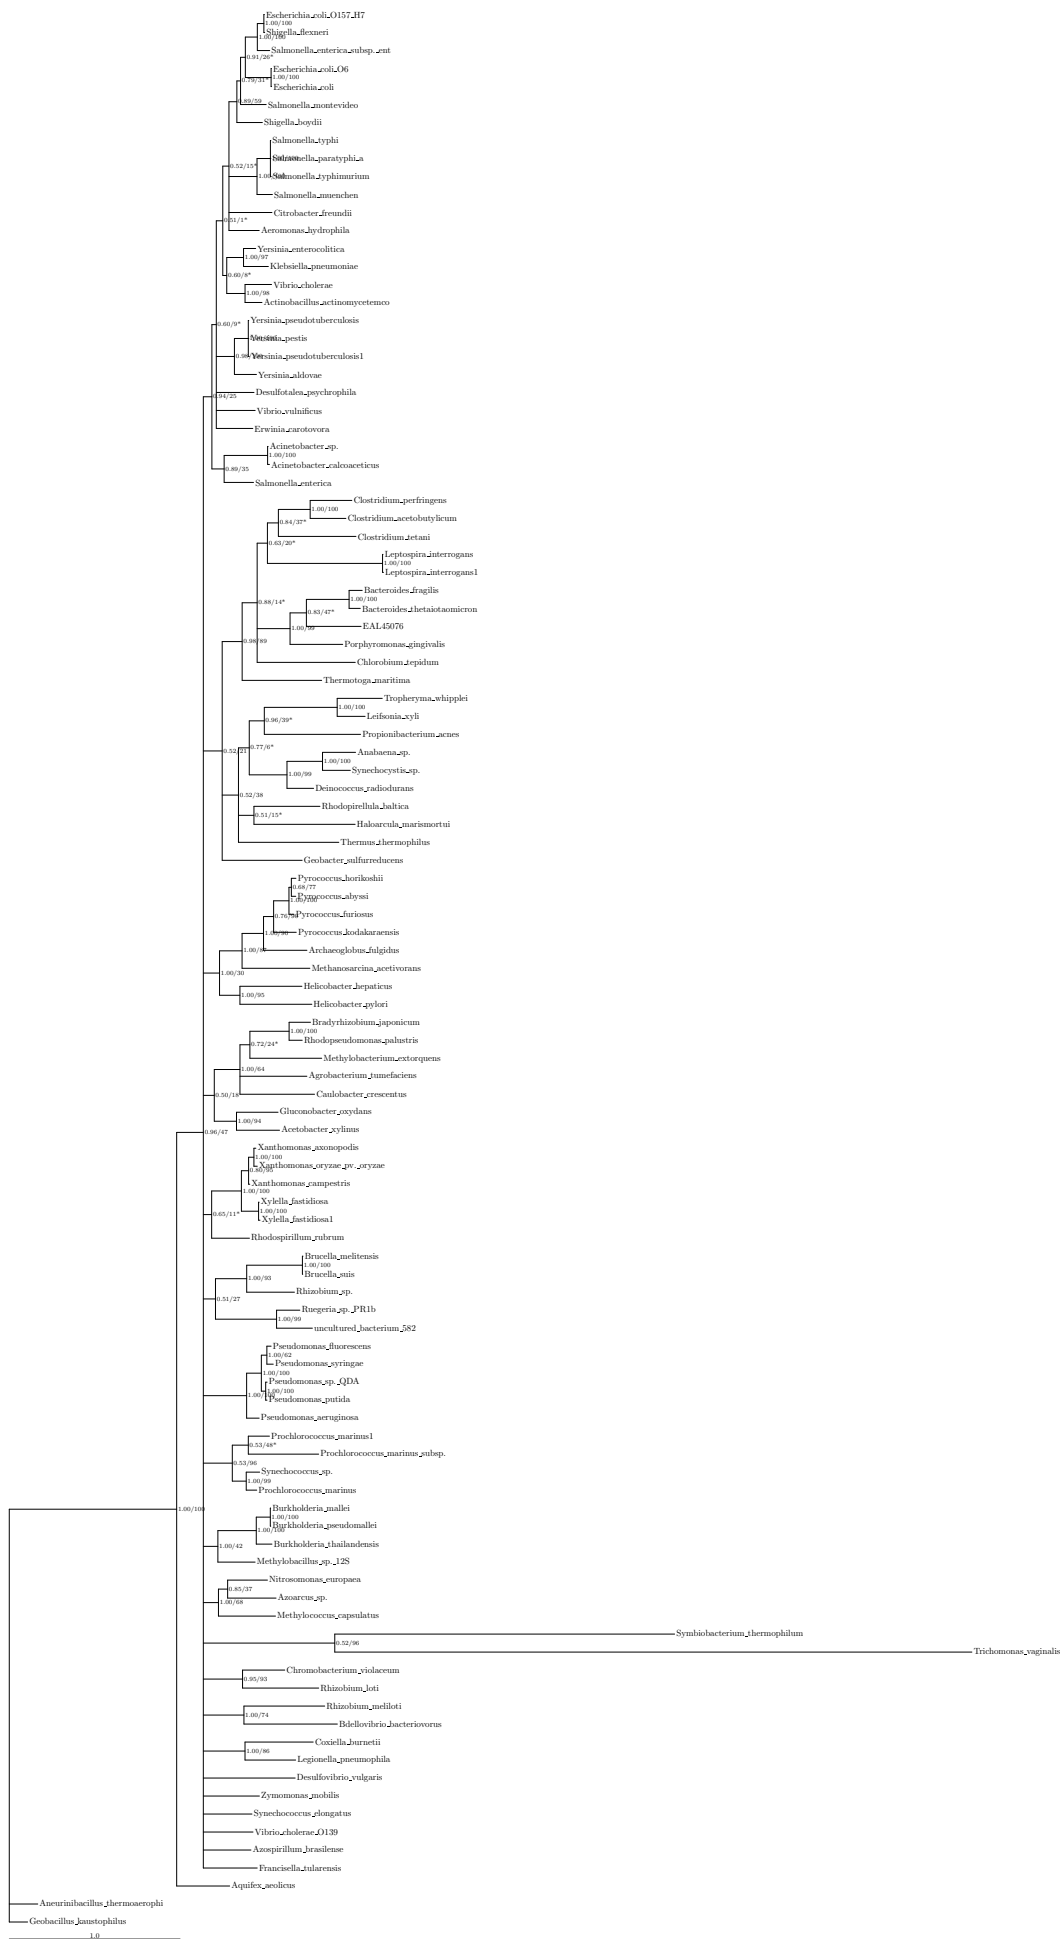 Escherichia_coli_O157_H7
1.00/100
Shigella_flexneri
1.00/100
Salmonella_enterica_subsp._ent
0.91/26*
Escherichia_coli_O6
1.00/100
0.79/31*
Escherichia_coli
0.89/59
Salmonella_montevideo
Shigella_boydii
Salmonella_typhi
Salmonella_paratyphi_a
0.52/15*
Salmonella_typhimurium
Salmonella_muenchen
Citrobacter_freundii
0.51/1*
Aeromonas_hydrophila
Yersinia_enterocolitica
1.00/97
Klebsiella_pneumoniae
0.60/8*
Vibrio_cholerae
1.00/98
Actinobacillus_actinomycetemco
Yersinia_pseudotuberculosis
0.60/9*
Yersinia_pestis
Yersinia_pseudotuberculosis1
Yersinia_aldovae
Desulfotalea_psychrophila
0.94/25
Vibrio_vulnificus
Erwinia_carotovora
Acinetobacter_sp.
1.00/100
Acinetobacter_calcoaceticus
0.89/35
Salmonella_enterica
Clostridium_perfringens
1.00/100
Clostridium_acetobutylicum
0.84/37*
Clostridium_tetani
0.63/20*
Leptospira_interrogans
1.00/100
Leptospira_interrogans1
Bacteroides_fragilis
1.00/100
0.88/14*
Bacteroides_thetaiotaomicron
0.83/47*
EAL45076
1.00/99
0.98/89
Porphyromonas_gingivalis
Chlorobium_tepidum
Thermotoga_maritima
Tropheryma_whipplei
1.00/100
Leifsonia_xyli
0.96/39*
Propionibacterium_acnes
0.77/6*
0.52/21
Anabaena_sp.
1.00/100
Synechocystis_sp.
1.00/99
Deinococcus_radiodurans
0.52/38
Rhodopirellula_baltica
0.51/15*
Haloarcula_marismortui
Thermus_thermophilus
Geobacter_sulfurreducens
Pyrococcus_horikoshii
0.68/77
Pyrococcus_abyssi
1.00/100
Pyrococcus_furiosus
Pyrococcus_kodakaraensis
Archaeoglobus_fulgidus
Methanosarcina_acetivorans
1.00/30
Helicobacter_hepaticus
1.00/95
Helicobacter_pylori
Bradyrhizobium_japonicum
1.00/100
Rhodopseudomonas_palustris
0.72/24*
Methylobacterium_extorquens
1.00/64
Agrobacterium_tumefaciens
Caulobacter_crescentus
0.50/18
Gluconobacter_oxydans
1.00/94
Acetobacter_xylinus
0.96/47
Xanthomonas_axonopodis
1.00/100
Xanthomonas_oryzae_pv._oryzae
0.80/95
Xanthomonas_campestris
1.00/100
Xylella_fastidiosa
1.00/100
0.65/11*
Xylella_fastidiosa1
Rhodospirillum_rubrum
Brucella_melitensis
1.00/100
Brucella_suis
1.00/93
Rhizobium_sp.
0.51/27
Ruegeria_sp._PR1b
1.00/99
uncultured_bacterium_582
Pseudomonas_fluorescens
1.00/62
Pseudomonas_syringae
1.00/100
Pseudomonas_sp._QDA
1.00/100
1.00/100
Pseudomonas_putida
Pseudomonas_aeruginosa
Prochlorococcus_marinus1
0.53/48*
Prochlorococcus_marinus_subsp.
0.53/96
Synechococcus_sp.
1.00/99
Prochlorococcus_marinus
Burkholderia_mallei
1.00/100
1.00/100
Burkholderia_pseudomallei
1.00/100
Burkholderia_thailandensis
1.00/42
Methylobacillus_sp._12S
Nitrosomonas_europaea
0.85/37
Azoarcus_sp.
1.00/68
Methylococcus_capsulatus
Symbiobacterium_thermophilum
0.52/96
Trichomonas_vaginalis
Chromobacterium_violaceum
0.95/93
Rhizobium_loti
Rhizobium_meliloti
1.00/74
Bdellovibrio_bacteriovorus
Coxiella_burnetii
1.00/86
Legionella_pneumophila
Desulfovibrio_vulgaris
Zymomonas_mobilis
Synechococcus_elongatus
Vibrio_cholerae_O139
Azospirillum_brasilense
Francisella_tularensis
Aquifex_aeolicus
Aneurinibacillus_thermoaerophi
Geobacillus_kaustophilus
1.0